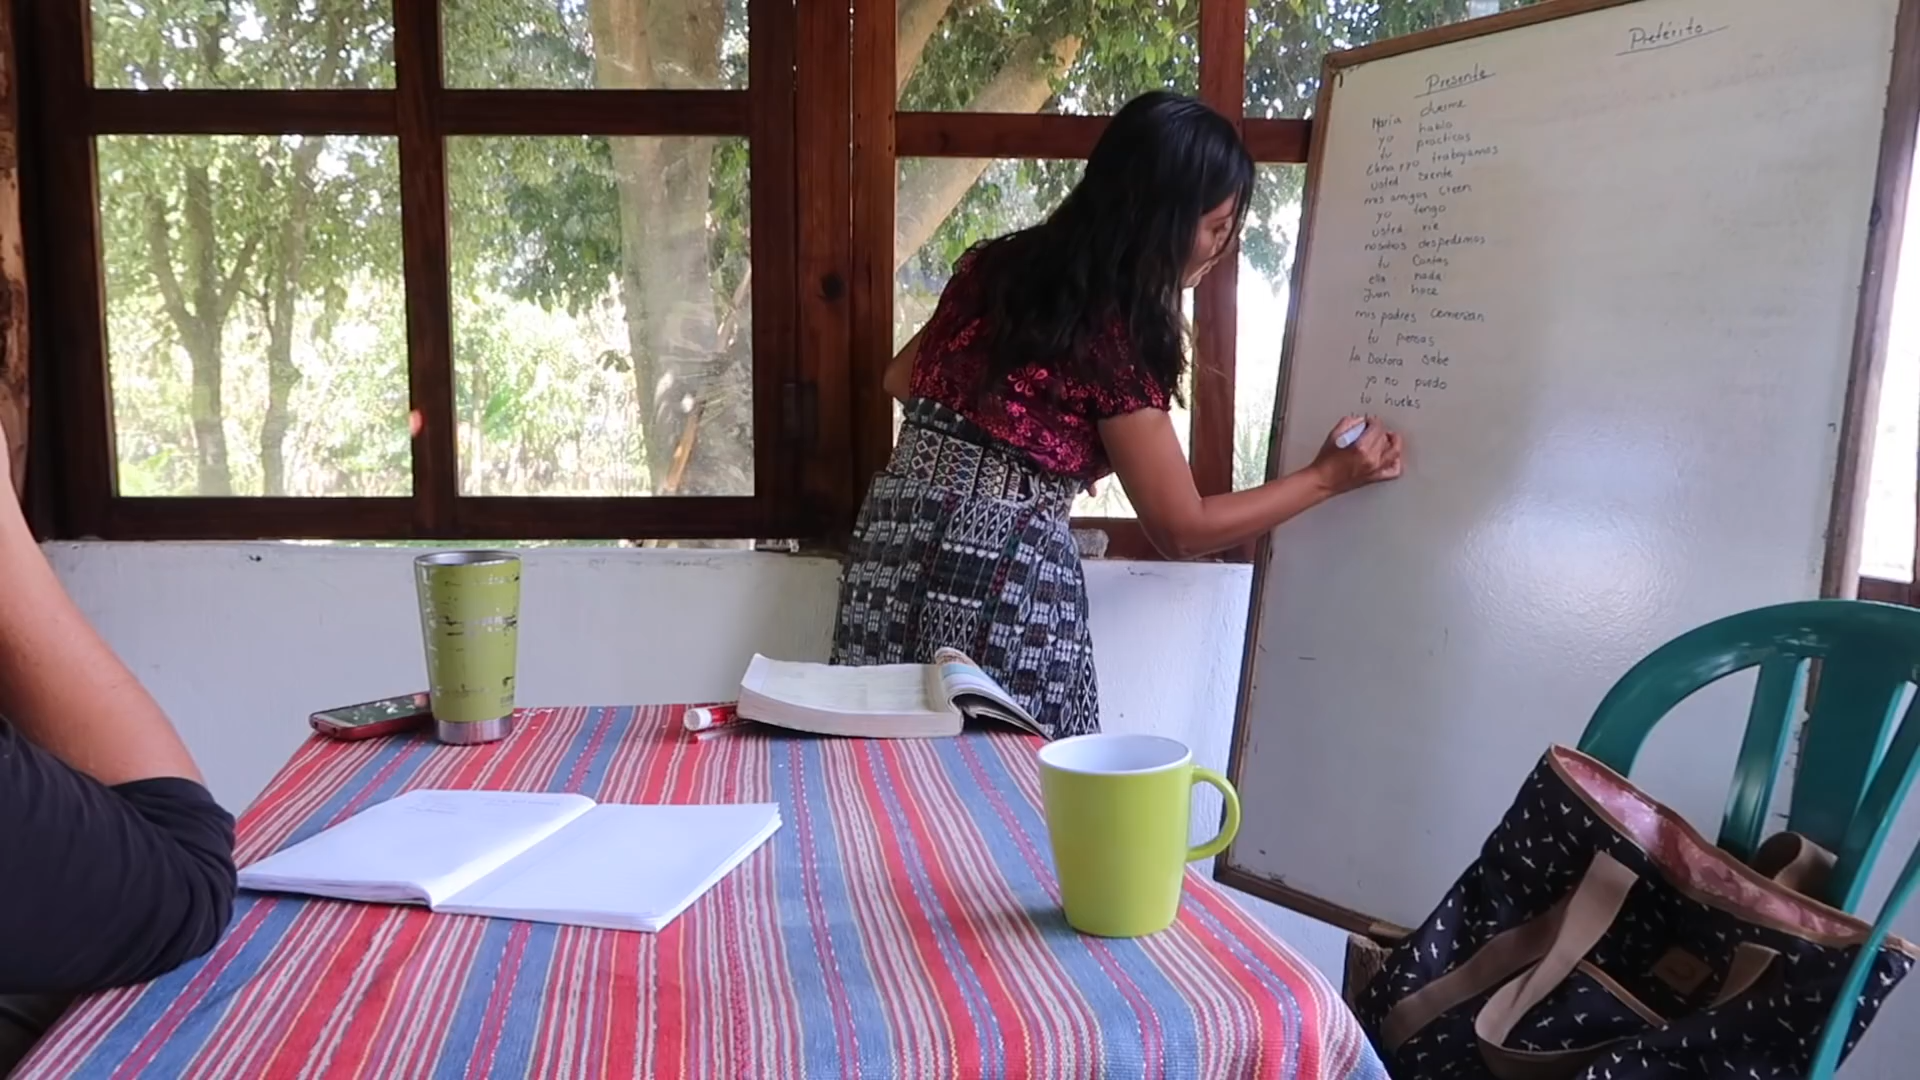 Pretérito
Presente
María duerme
yo hablo
tu practicas
Elena y yo trabajamos
usted siente
mis amigos creen
yo tengo
usted rie
nosotros despedimos
tu Cantas
ella nada
Juan hace
mis padres comienzan
tu piensas
La Doctora sabe
yo no puedo
tu hueles